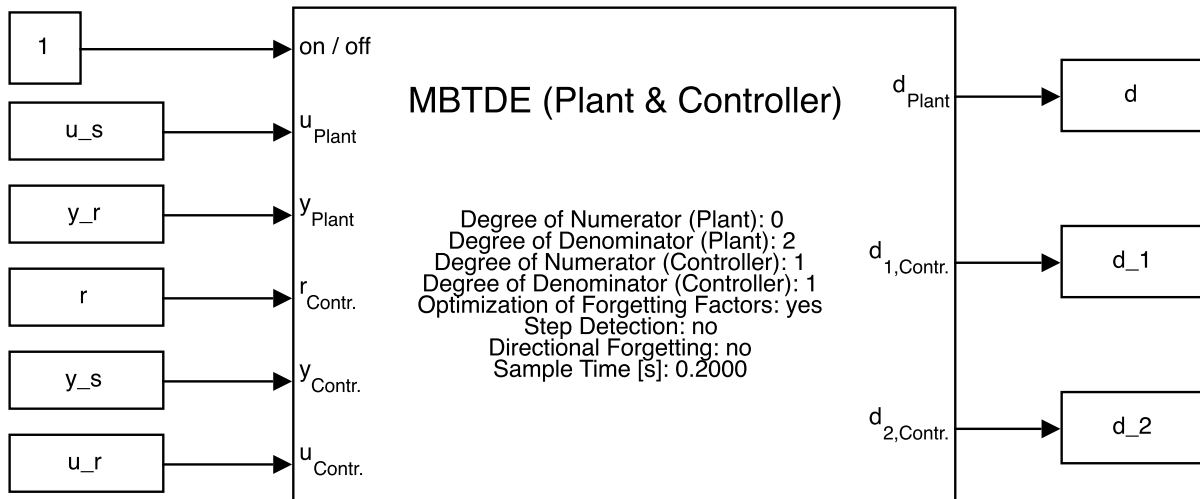 1
on / off
u_s
u Plant
y_r
y Plant
r
r Contr.
y_s
y Contr.
u_r
u Contr.
MBTDE (Plant & Controller)
Degree of Numerator (Plant): 0
Degree of Denominator (Plant): 2
Degree of Numerator (Controller): 1
Degree of Denominator (Controller): 1
Optimization of Forgetting Factors: yes
Step Detection: no
Directional Forgetting: no
Sample Time [s]: 0.2000
d Plant
d
d 1,Contr.
d_1
d 2,Contr.
d_2